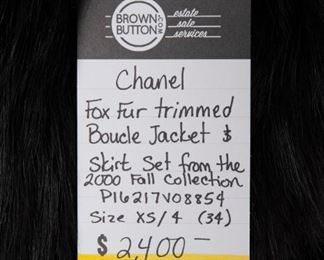 BROWN
BUTTON
.COM
estate
sale
services
Chanel
Fox Fur trimmed
Boucle Jacket &
Skirt Set from the
2000 Fall Collection
P16217V08854
Size XS/4 (34)
$ 2,400—